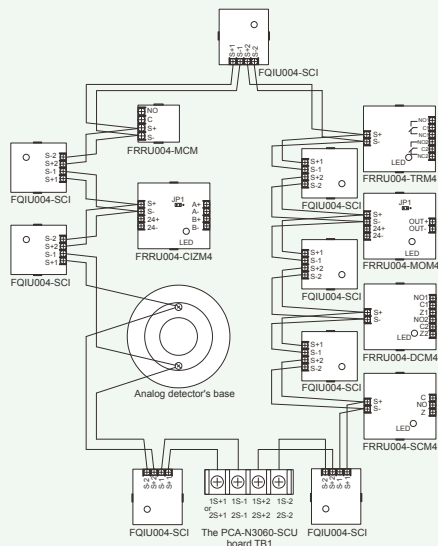 S+1
S-1
S+2
S-2
FQIU004-SCI
NO
C
S+
S-
FRRU004-MCM
S+
S-
NO1
C1
NC1
NO2
C2
NC2
LED
FRRU004-TRM4
S-2
S+2
S-1
S+1
FQIU004-SCI
S+1
S-1
S+2
S-2
FQIU004-SCI
JP1
S+
S-
24+
24-
A+
A-
B+
B-
LED
FRRU004-CIZM4
JP1
S+
S-
24+
24-
OUT+
OUT-
LED
FRRU004-MOM4
S-2
S+2
S-1
S+1
FQIU004-SCI
S+1
S-1
S+2
S-2
FQIU004-SCI
S+
S-
NO1
C1
Z1
NO2
C2
Z2
LED
FRRU004-DCM4
S+1
S-1
S+2
S-2
FQIU004-SCI
Analog detector's base
S+
S-
C
NO
Z
LED
FRRU004-SCM4
S-2
S+2
S-1
S+1
FQIU004-SCI
1S+1 1S-1 1S+2 1S-2
or
2S+1 2S-1 2S+2 2S-2
The PCA-N3060-SCU
board TB1
S-2
S+2
S-1
S+1
FQIU004-SCI